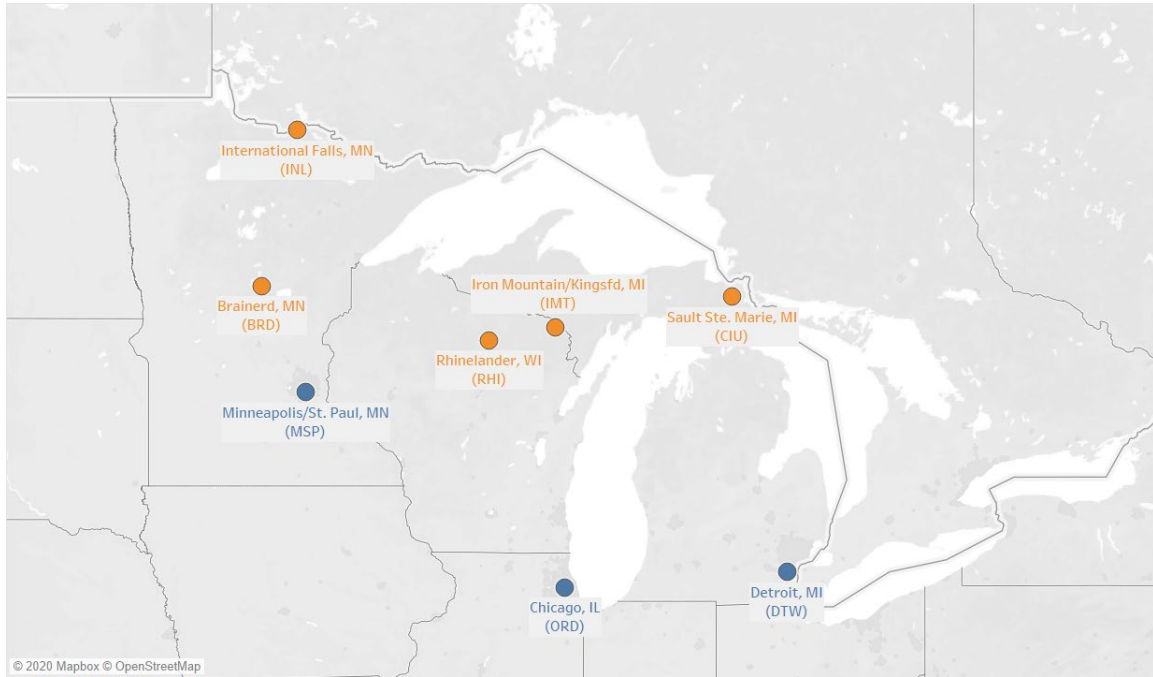 International Falls, MN
(INL)
Iron Mountain/Kingsfd, MI
(IMT)
Brainerd, MN
(BRD)
Sault Ste. Marie, MI
(CIU)
Rhinelander, WI
(RHI)
Minneapolis/St. Paul, MN
(MSP)
Chicago, IL
(ORD)
Detroit, MI
(DTW)
© 2020 Mapbox © OpenStreetMap